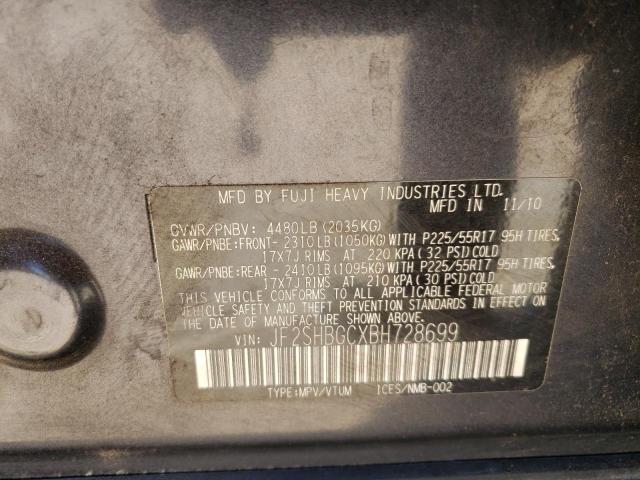 MFD BY FUJI HEAVY INDUSTRIES LTD.
MFD IN 11/10
GVWR/PNBV: 4480LB (2035KG)
GAWR/PNBE:FRONT- 2310LB(1050KG)WITH P225/55R17 95H TIRES,
17X7J RIMS AT 220 KPA (32 PSI)COLD
GAWR/PNBE:REAR - 2410LB(1095KG)WITH P225/55R17 95H TIRES,
17X7J RIMS AT 210 KPA (30 PSI)COLD
THIS VEHICLE CONFORMS TO ALL APPLICABLE FEDERAL MOTOR
VEHICLE SAFETY AND THEFT PREVENTION STANDARDS IN EFFECT ON
THE DATE OF MANUFACTURE SHOWN ABOVE.
VIN: JF2SHBGCXBH728699
TYPE:MPV/VTUM ICES/NMB-002